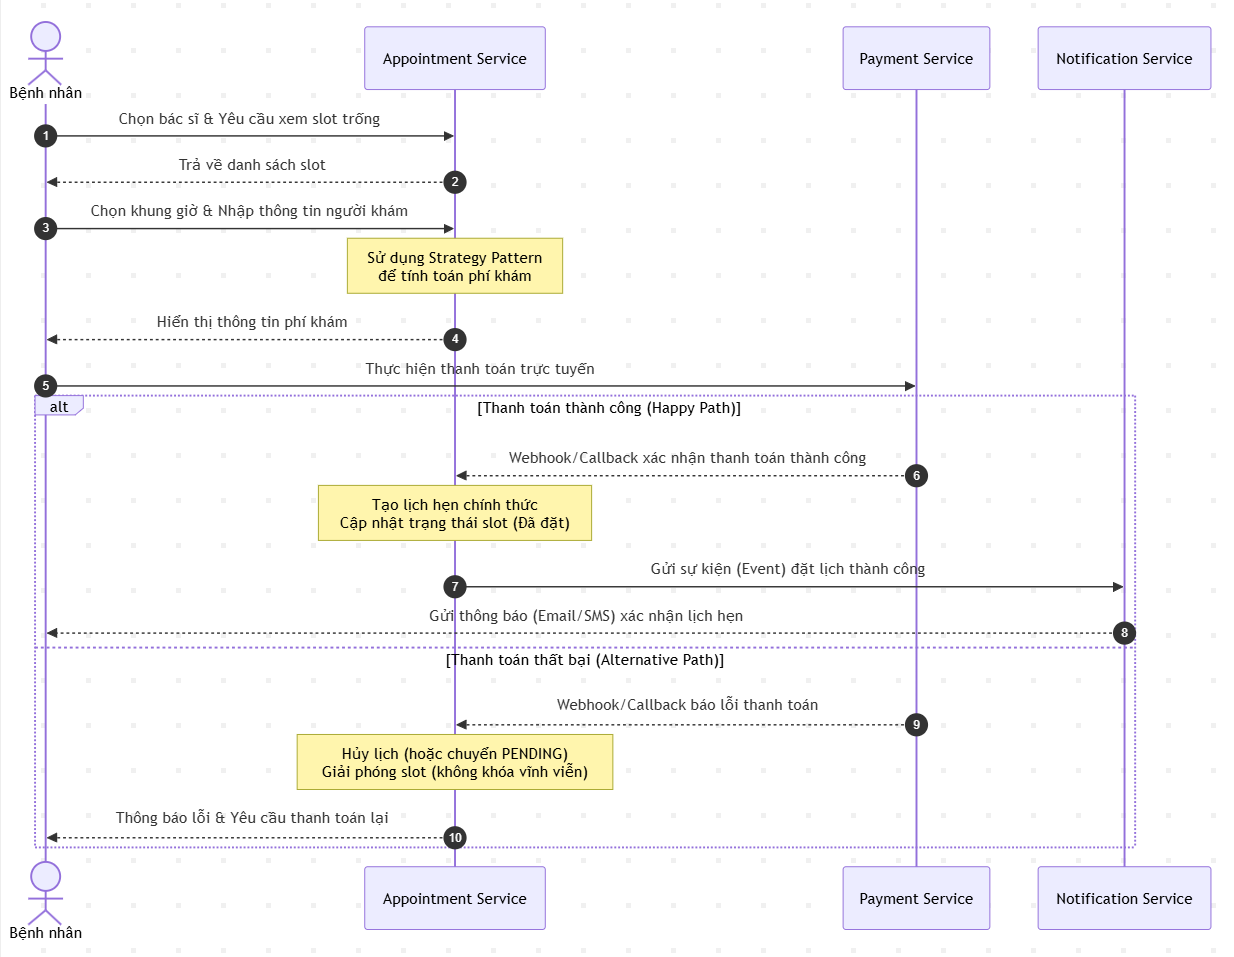 Bệnh nhân
Appointment Service
Payment Service
Notification Service
Chọn bác sĩ & Yêu cầu xem slot trống
1
Trả về danh sách slot
2
Chọn khung giờ & Nhập thông tin người khám
3
Sử dụng Strategy Pattern
để tính toán phí khám
Hiển thị thông tin phí khám
4
Thực hiện thanh toán trực tuyến
5
alt
[Thanh toán thành công (Happy Path)]
Webhook/Callback xác nhận thanh toán thành công
6
Tạo lịch hẹn chính thức
Cập nhật trạng thái slot (Đã đặt)
Gửi sự kiện (Event) đặt lịch thành công
7
Gửi thông báo (Email/SMS) xác nhận lịch hẹn
8
[Thanh toán thất bại (Alternative Path)]
Webhook/Callback báo lỗi thanh toán
9
Hủy lịch (hoặc chuyển PENDING)
Giải phóng slot (không khóa vĩnh viễn)
Thông báo lỗi & Yêu cầu thanh toán lại
10
Bệnh nhân
Appointment Service
Payment Service
Notification Service